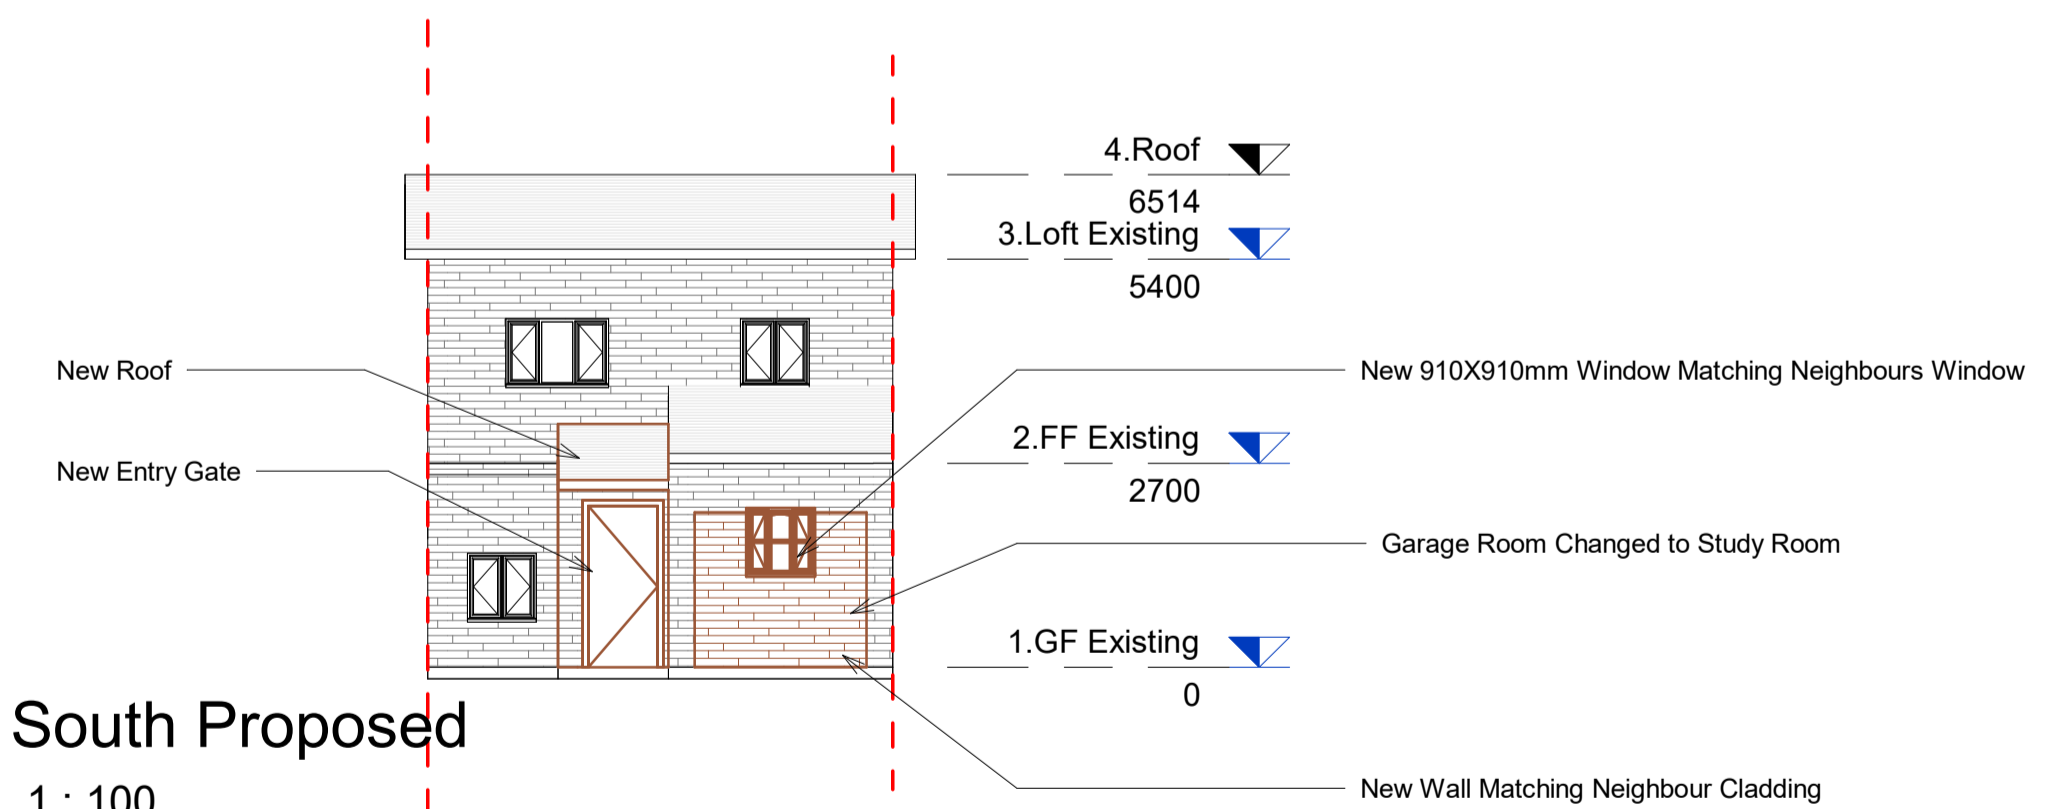 4.Roof
6514
3.Loft Existing
5400
New Roof
New 910X910mm Window Matching Neighbours Window
2.FF Existing
New Entry Gate
2700
Garage Room Changed to Study Room
1.GF Existing
0
South Proposed
1 : 100
New Wall Matching Neighbour Cladding